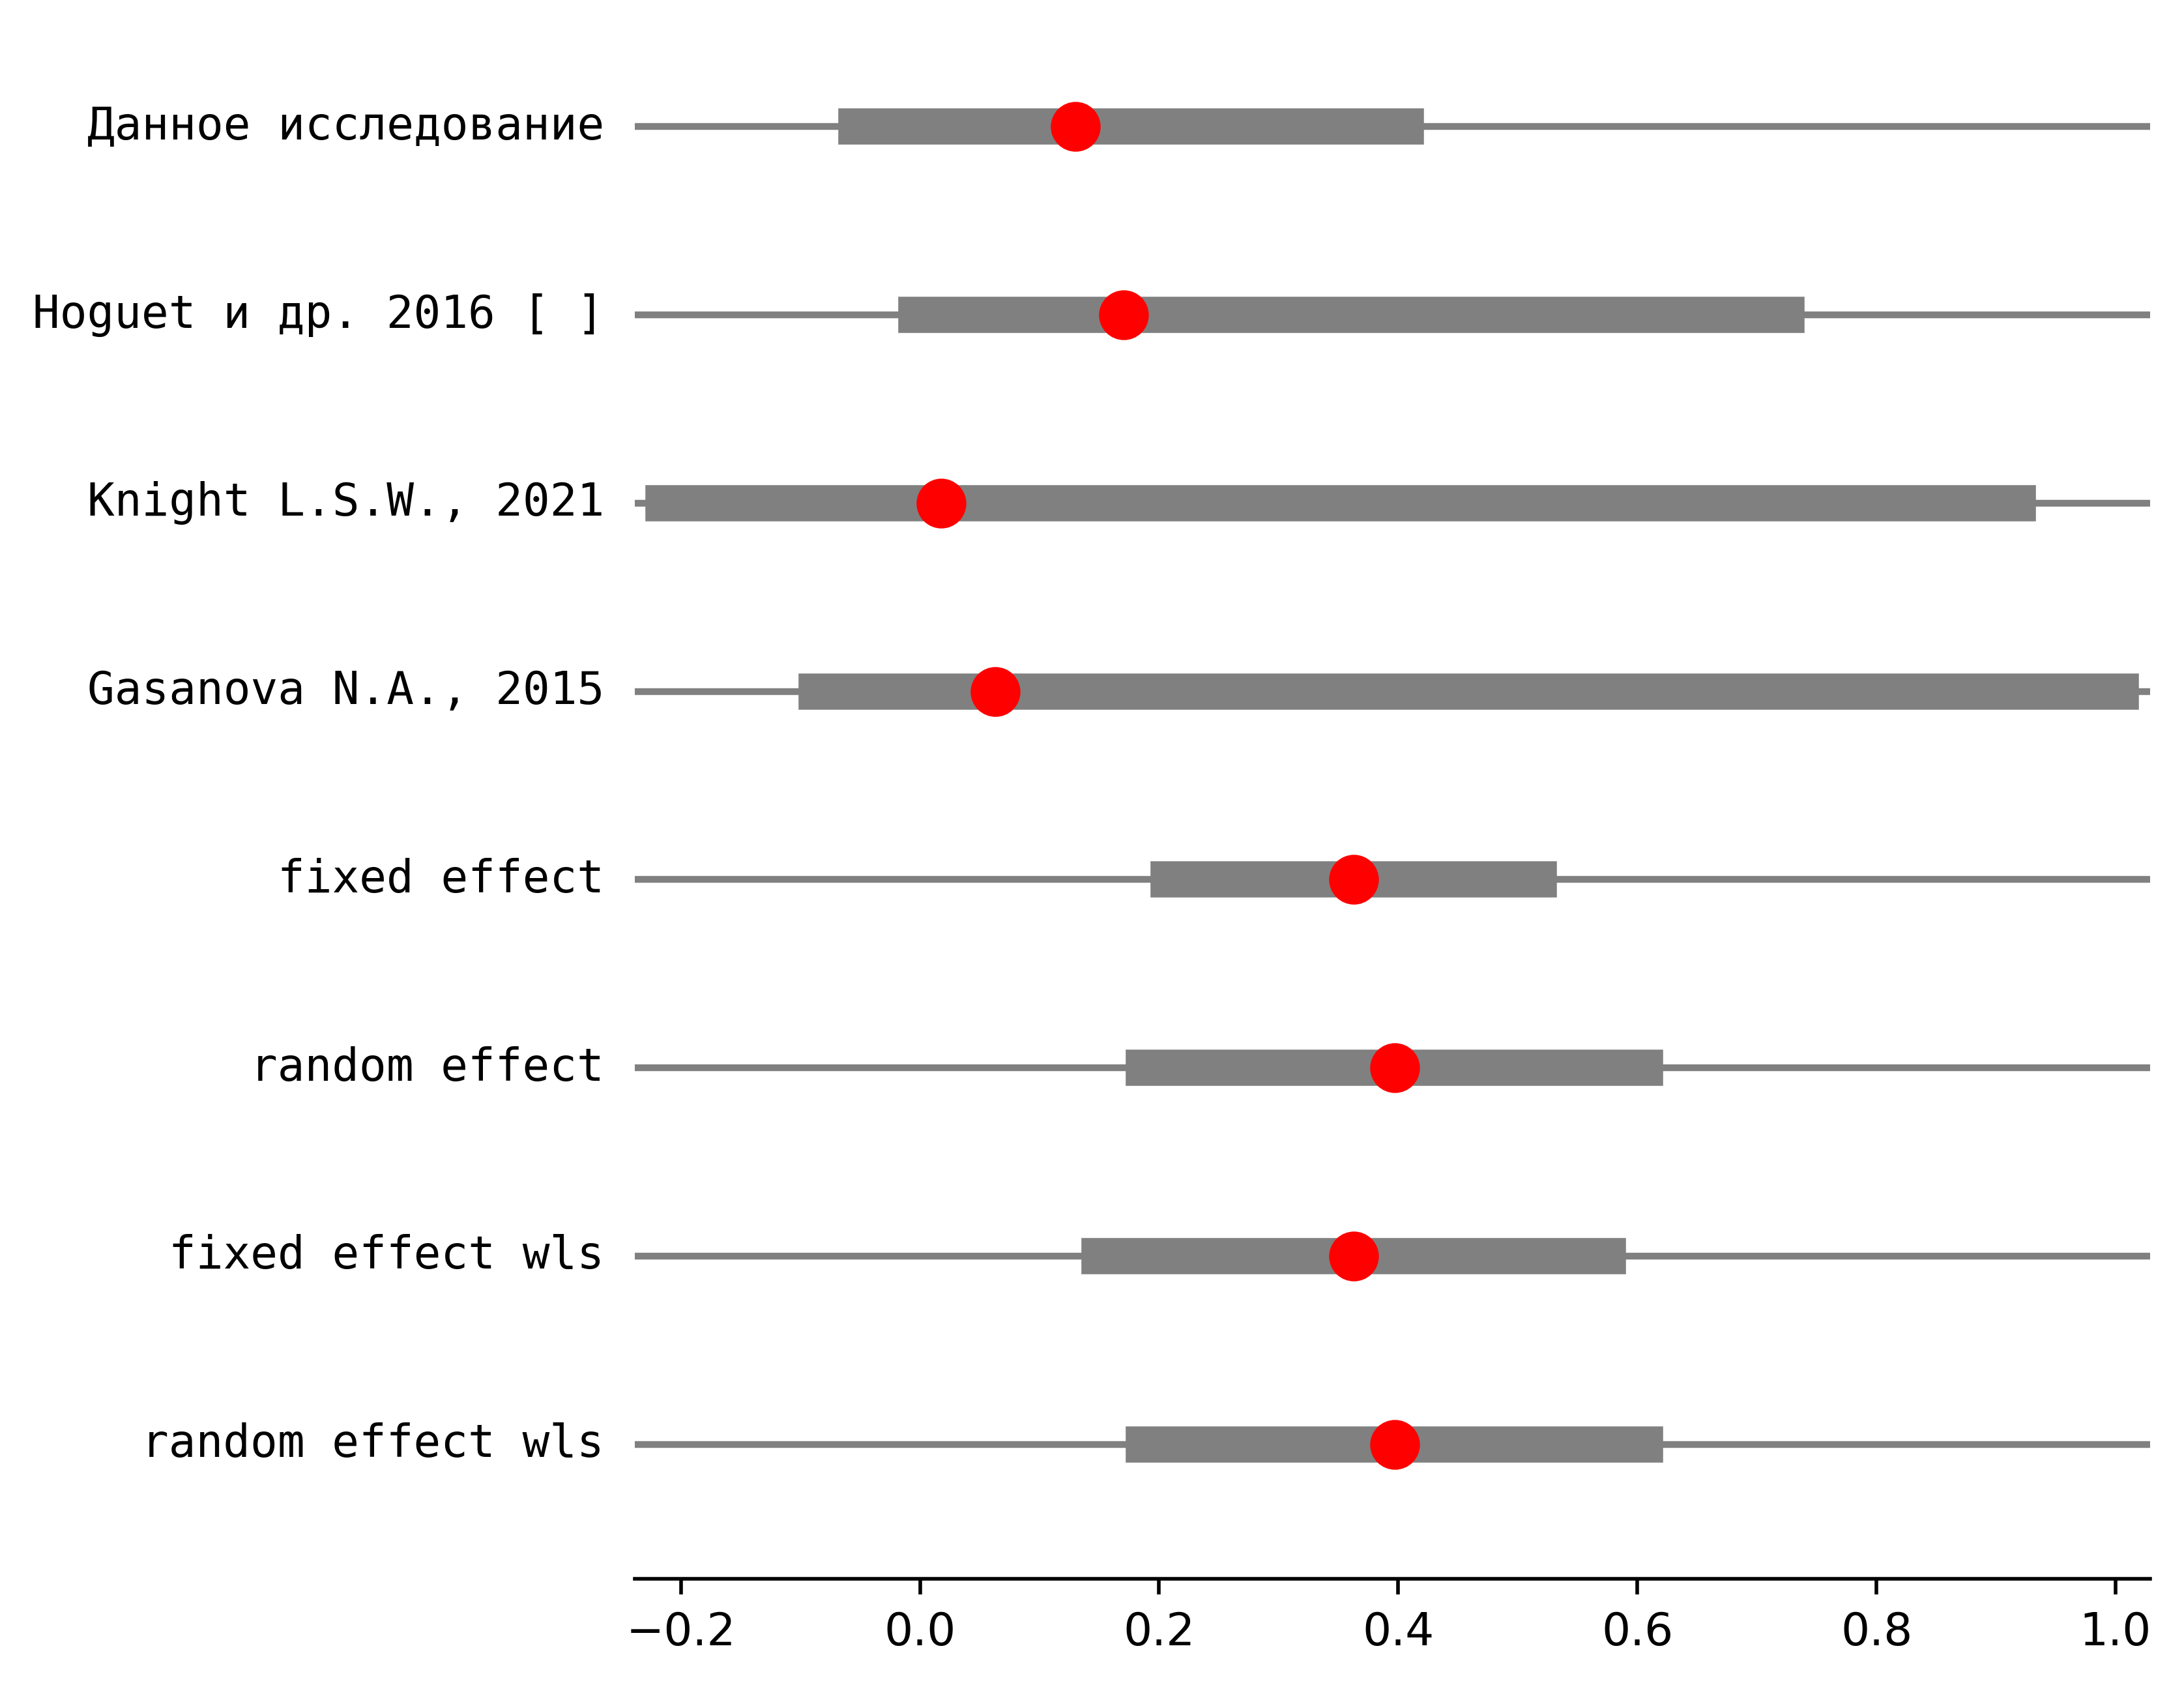 Данное исследование
Hoguet и др. 2016 [ ]
Knight L.S.W., 2021
Gasanova N.A., 2015
fixed effect
random effect
fixed effect wls
random effect wls
−0.2 0.0 0.2 0.4 0.6 0.8 1.0